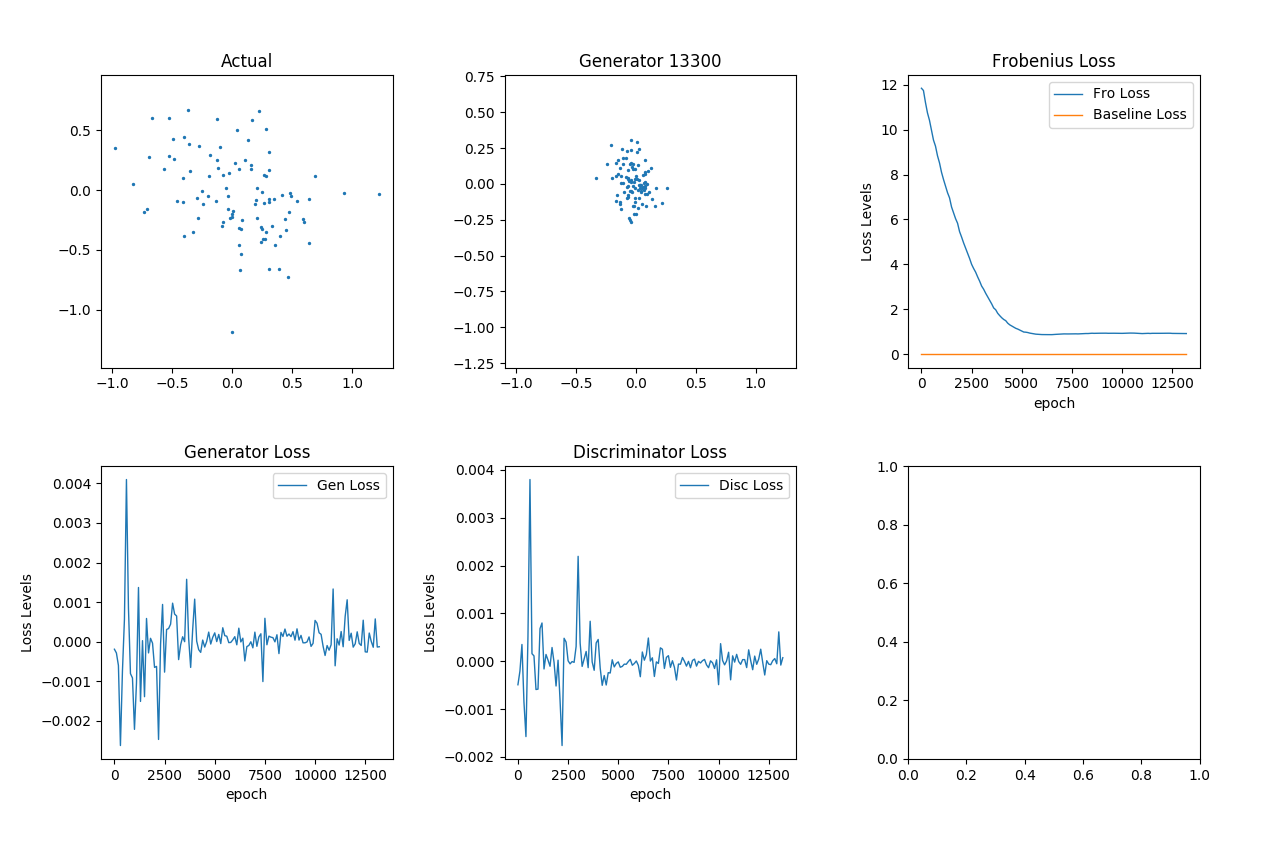 Actual
0.5
0.0
−0.5
−1.0
−1.0 −0.5 0.0 0.5 1.0
Generator 13300
0.75
0.50
0.25
0.00
−0.25
−0.50
−0.75
−1.00
−1.25
−1.0 −0.5 0.0 0.5 1.0
Frobenius Loss
Fro Loss
Baseline Loss
Loss Levels
12
10
8
6
4
2
0
0 2500 5000 7500 10000 12500
epoch
Generator Loss
Gen Loss
Loss Levels
0.004
0.003
0.002
0.001
0.000
−0.001
−0.002
0 2500 5000 7500 10000 12500
epoch
Discriminator Loss
Disc Loss
Loss Levels
0.004
0.003
0.002
0.001
0.000
−0.001
−0.002
0 2500 5000 7500 10000 12500
epoch
1.0
0.8
0.6
0.4
0.2
0.0
0.0 0.2 0.4 0.6 0.8 1.0